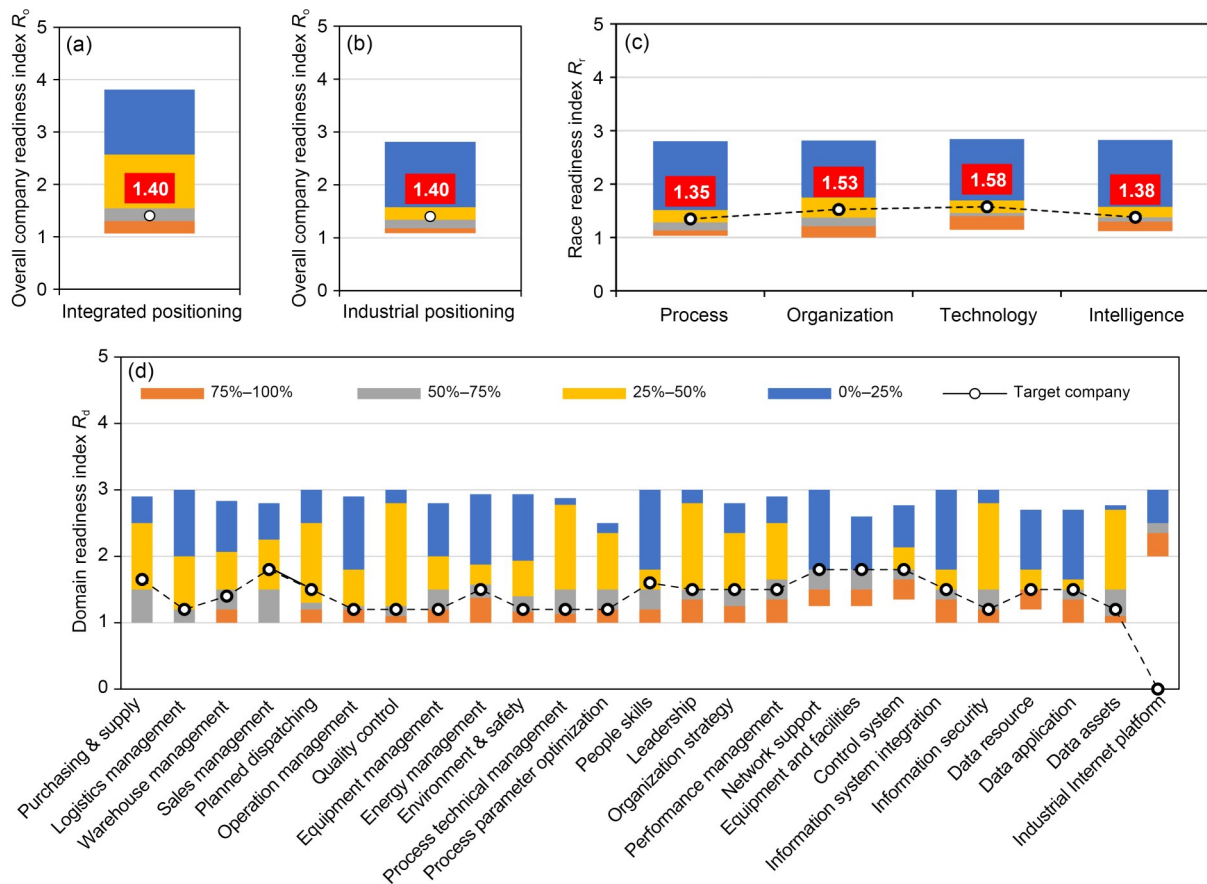 (a)
Overall company readiness index Ro
5
4
3
2
1
0
1.40
Integrated positioning
(b)
Overall company readiness index Ro
5
4
3
2
1
0
1.40
Industrial positioning
(c)
Race readiness index Rr
5
4
3
2
1
0
1.35
1.53
1.58
1.38
Process
Organization
Technology
Intelligence
(d)
Domain readiness index Rd
5
4
3
2
1
0
75%–100%
50%–75%
25%–50%
0%–25%
Target company
Purchasing & supply
Logistics management
Warehouse management
Sales management
Planned dispatching
Operation management
Quality control
Equipment management
Energy management
Environment & safety
Process technical management
Process parameter optimization
People skills
Leadership
Organization strategy
Performance management
Network support
Equipment and facilities
Control system
Information system integration
Information security
Data resource
Data application
Data assets
Industrial Internet platform